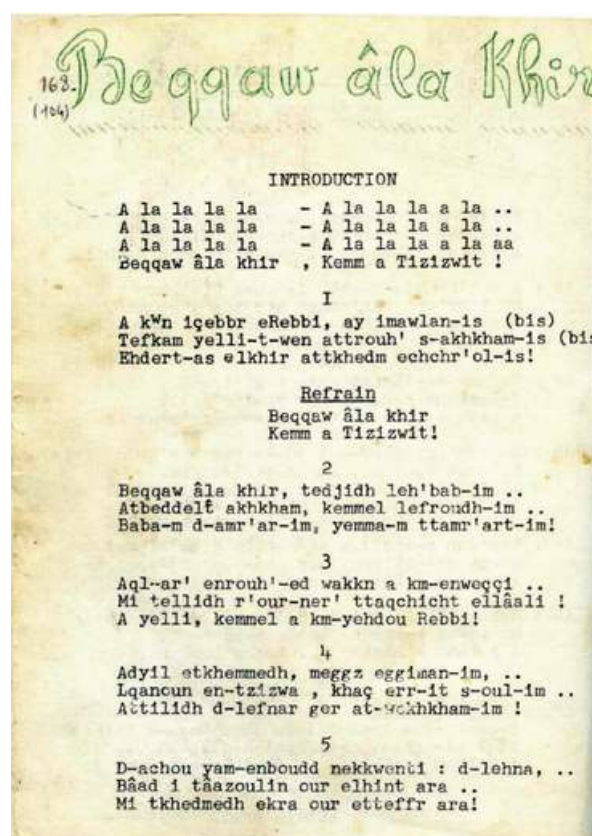 168.
(104)
Beqqaw âla Khir
INTRODUCTION
A la la la la - A la la la a la ..
A la la la la - A la la la a la ..
A la la la la - A la la la a la aa
Beqqaw âla khir , Kemm a Tizizwit !
I
A kʷn içebbr eRebbi, ay imawlan-is (bis)
Tefkam yelli-t-wen attrouh' s-akhkham-is (bis
Ehdert-as elkhir attkhedm echchr'ol-is!
Refrain
Beqqaw âla khir
Kemm a Tizizwit!
2
Beqqaw âla khir, tedjidh leh'bab-im ..
Atbeddelt akhkham, kemmel lefroudh-im ..
Baba-m d-amr'ar-im, yemma-m ttamr'art-im!
3
Aql-ar' enrouh'-ed wakkn a km-enweççi ..
Mi tellidh r'our-ner' ttaqchicht ellâali !
A yelli, kemmel a km-yehdou Rebbi!
4
Adyil etkhemmedh, meggz eggiman-im, ..
Lqanoun en-tzizwa , khaç err-it s-oul-im ..
Attilidh d-lefnar ger at-wekhkham-im !
5
D-achou yam-enboudd nekkwenti : d-lehna, ..
Bâad i tâazoulin our elhint ara ..
Mi tkhedmedh ekra our etteffr ara!